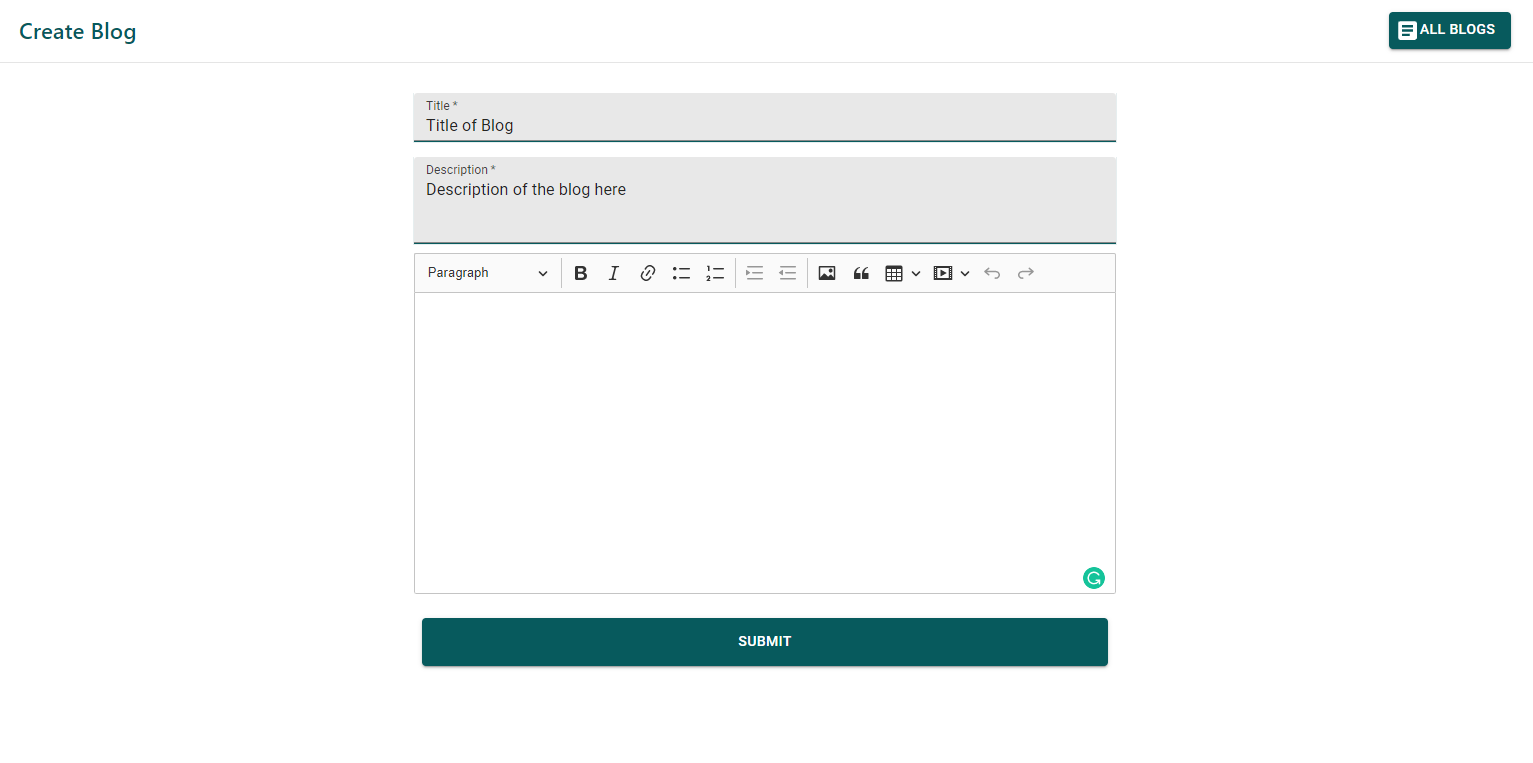 Create Blog
ALL BLOGS
Title *
Title of Blog
Description *
Description of the blog here
Paragraph
SUBMIT